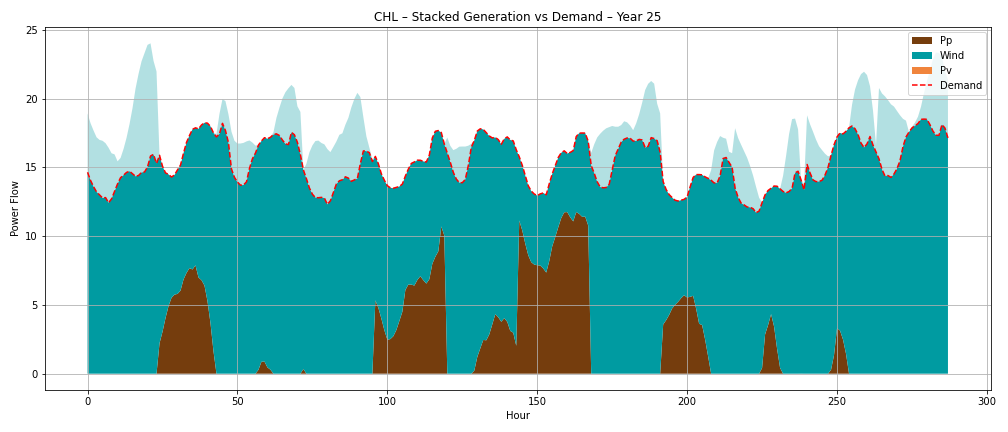 CHL – Stacked Generation vs Demand – Year 25
Power Flow
25
20
15
10
5
0
Pp
Wind
Pv
Demand
0
50
100
150
200
250
300
Hour